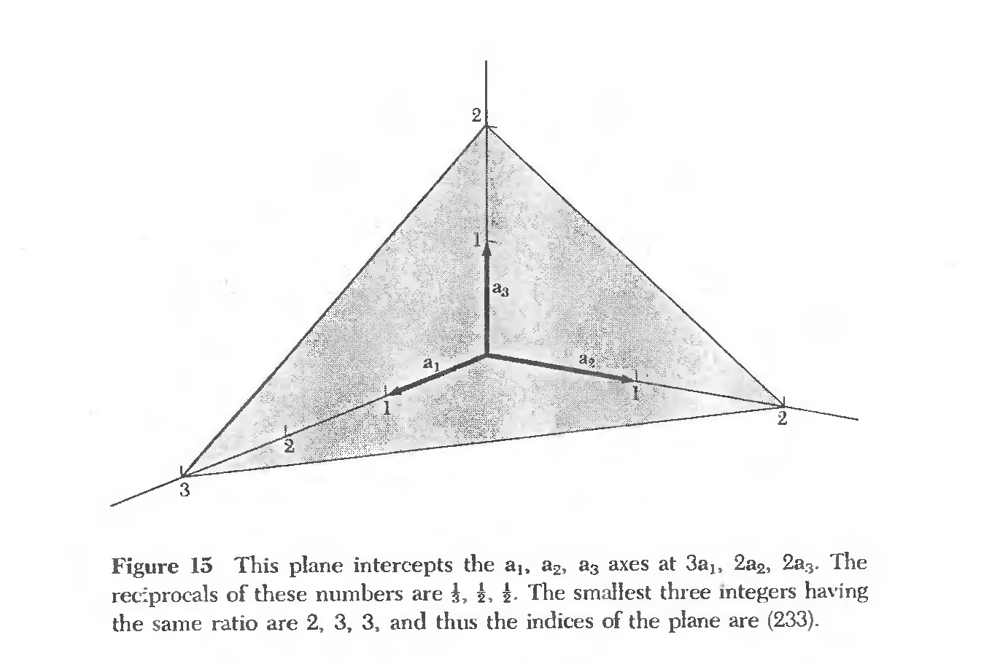 2
1
a₃
a₁
a₂
1
1
2
2
3
Figure 15 This plane intercepts the a₁, a₂, a₃ axes at 3a₁, 2a₂, 2a₃. The
reciprocals of these numbers are ⅓, ½, ½. The smallest three integers having
the same ratio are 2, 3, 3, and thus the indices of the plane are (233).